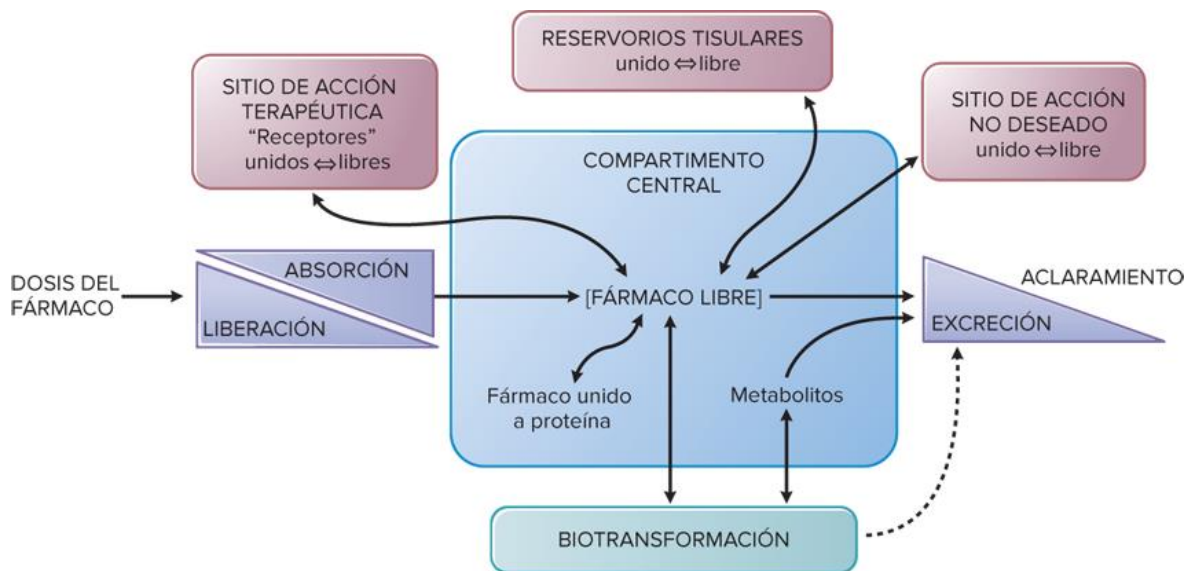 RESERVORIOS TISULARES
unido ⇔ libre
SITIO DE ACCIÓN
TERAPÉUTICA
“Receptores”
unidos ⇔ libres
SITIO DE ACCIÓN
NO DESEADO
unido ⇔ libre
COMPARTIMENTO
CENTRAL
DOSIS DEL
FÁRMACO
ABSORCIÓN
LIBERACIÓN
[FÁRMACO LIBRE]
ACLARAMIENTO
EXCRECIÓN
Fármaco unido
a proteína
Metabolitos
BIOTRANSFORMACIÓN